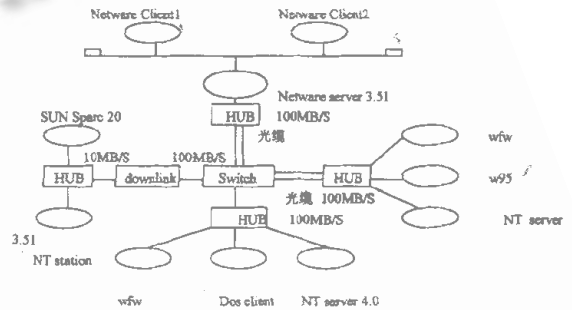 Netware Client1
Netware Client2
Netware server 3.51
HUB 100MB/S
光缆
SUN Sparc 20
10MB/S 100MB/S
HUB downlink Switch HUB
光缆 100MB/S
wfw
w95
NT server
HUB
100MB/S
3.51
NT station
wfw Dos client NT server 4.0